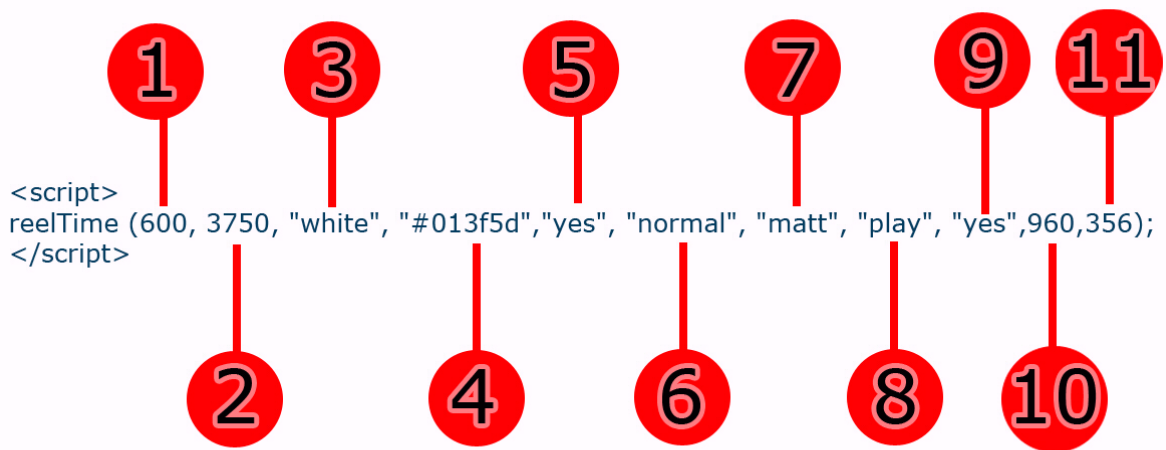 1 3 5 7 9 11
<script>
reelTime (600, 3750, "white", "#013f5d","yes", "normal", "matt", "play", "yes",960,356);
</script>
2 4 6 8 10